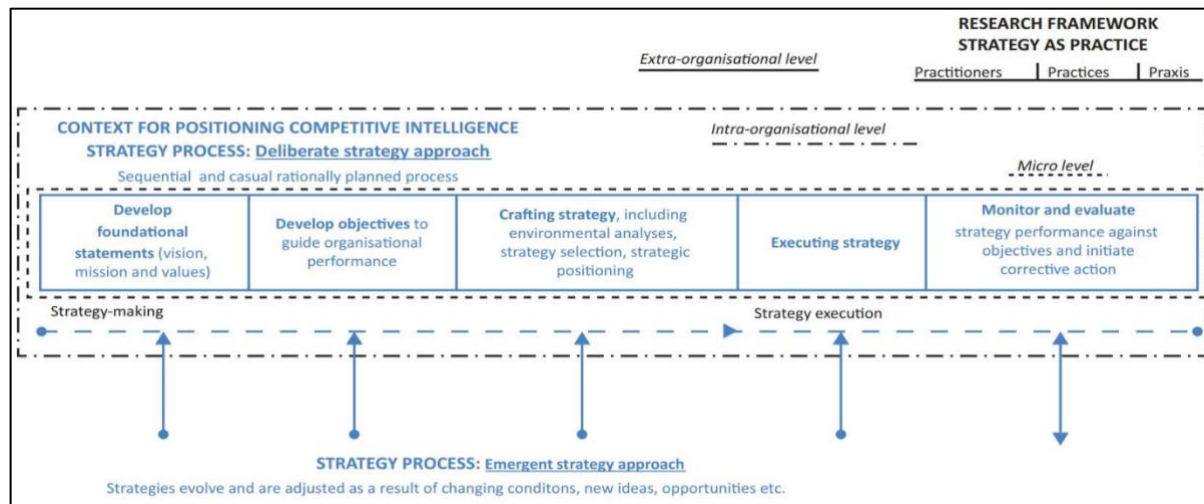 RESEARCH FRAMEWORK
STRATEGY AS PRACTICE
Extra-organisational level
Practitioners
Practices
Praxis
CONTEXT FOR POSITIONING COMPETITIVE INTELLIGENCE
Intra-organisational level
STRATEGY PROCESS: Deliberate strategy approach
Sequential and casual rationally planned process
Micro level
Develop
foundational
statements (vision,
mission and values)
Develop objectives to
guide organisational
performance
Crafting strategy, including
environmental analyses,
strategy selection, strategic
positioning
Executing strategy
Monitor and evaluate
strategy performance against
objectives and initiate
corrective action
Strategy-making
Strategy execution
STRATEGY PROCESS: Emergent strategy approach
Strategies evolve and are adjusted as a result of changing conditons, new ideas, opportunities etc.